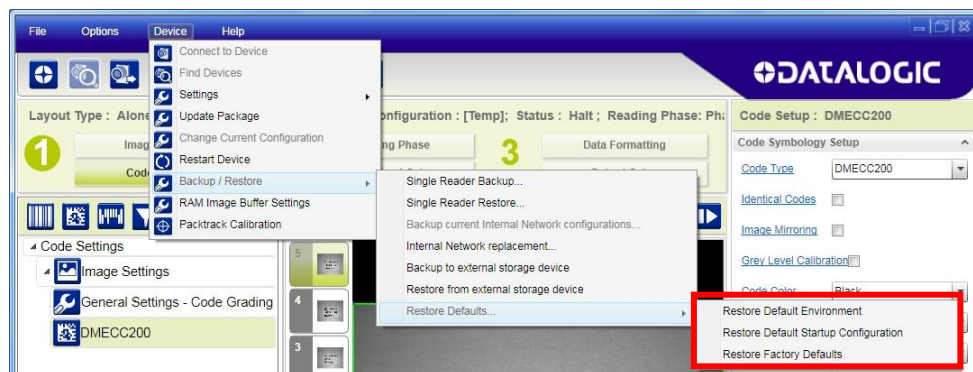 File Options Device Help
Connect to Device
Find Devices
Settings
Update Package
Change Current Configuration
Restart Device
Backup / Restore
RAM Image Buffer Settings
Packtrack Calibration
DATALOGIC
Layout Type : Alone
onfiguration : [Temp]; Status : Halt ; Reading Phase: Pha
1
Imag
ng Phase
3
Data Formatting
Cod
Single Reader Backup...
Single Reader Restore...
Backup current Internal Network configurations...
Internal Network replacement...
Backup to external storage device
Restore from external storage device
Restore Defaults...
Restore Default Environment
Restore Default Startup Configuration
Restore Factory Defaults
Code Settings
Image Settings
General Settings - Code Grading
DMECC200
5
4
3
Code Setup : DMECC200
Code Symbology Setup
Code Type DMECC200
Identical Codes
Image Mirroring
Grey Level Calibration
Code Color Black